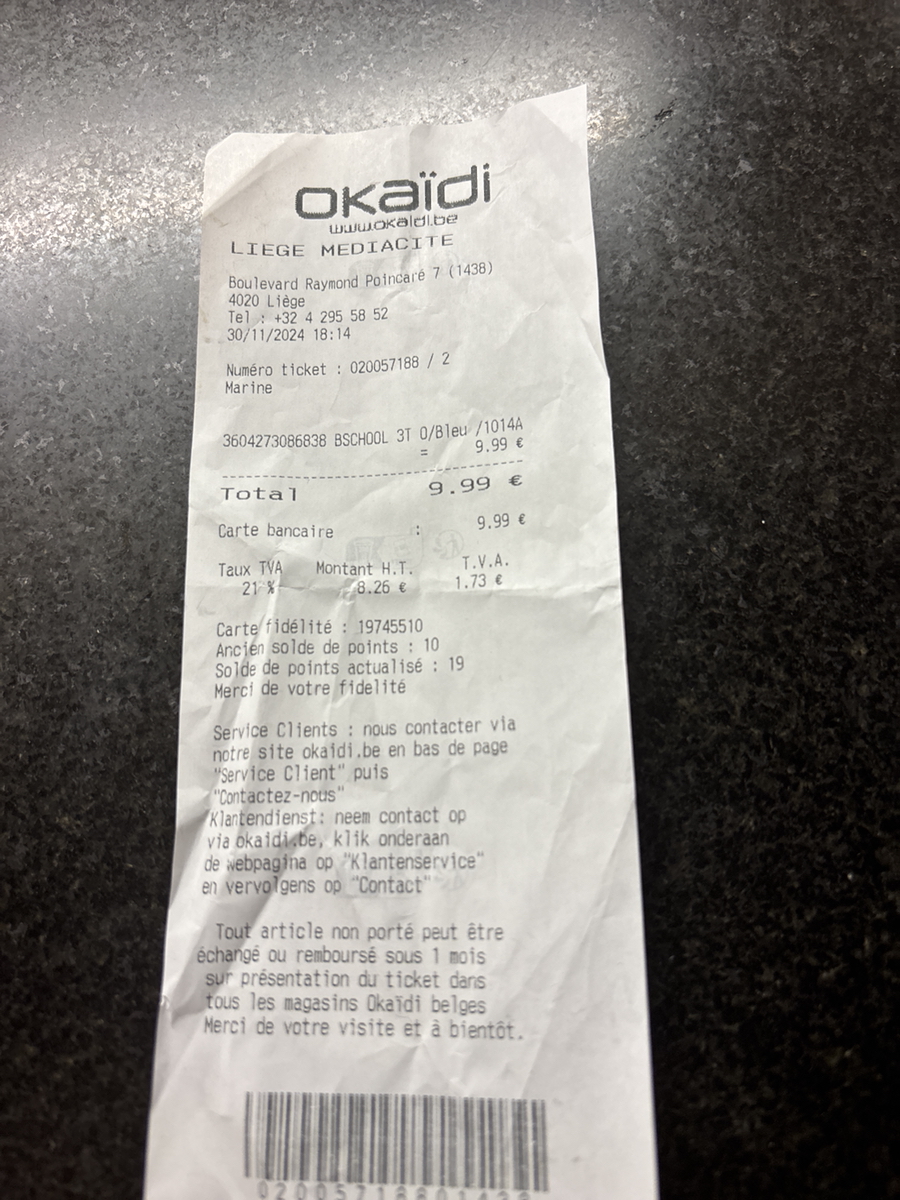 okaïdi
www.okaidi.be
LIEGE MEDIACITE
Boulevard Raymond Poincaré 7 (1438)
4020 Liège
Tel : +32 4 295 58 52
30/11/2024 18:14
Numéro ticket : 020057188 / 2
Marine
3604273086838 BSCHOOL 3T O/Bleu /1014A
= 9.99 €
Total 9.99 €
Carte bancaire : 9.99 €
Taux TVA Montant H.T. T.V.A.
21 % 8.26 € 1.73 €
Carte fidélité : 19745510
Ancien solde de points : 10
Solde de points actualisé : 19
Merci de votre fidelité
Service Clients : nous contacter via
notre site okaidi.be en bas de page
"Service Client" puis
"Contactez-nous"
Klantendienst: neem contact op
via okaidi.be, klik onderaan
de webpagina op "Klantenservice"
en vervolgens op "Contact"
Tout article non porté peut être
échangé ou remboursé sous 1 mois
sur présentation du ticket dans
tous les magasins Okaïdi belges
Merci de votre visite et à bientôt.